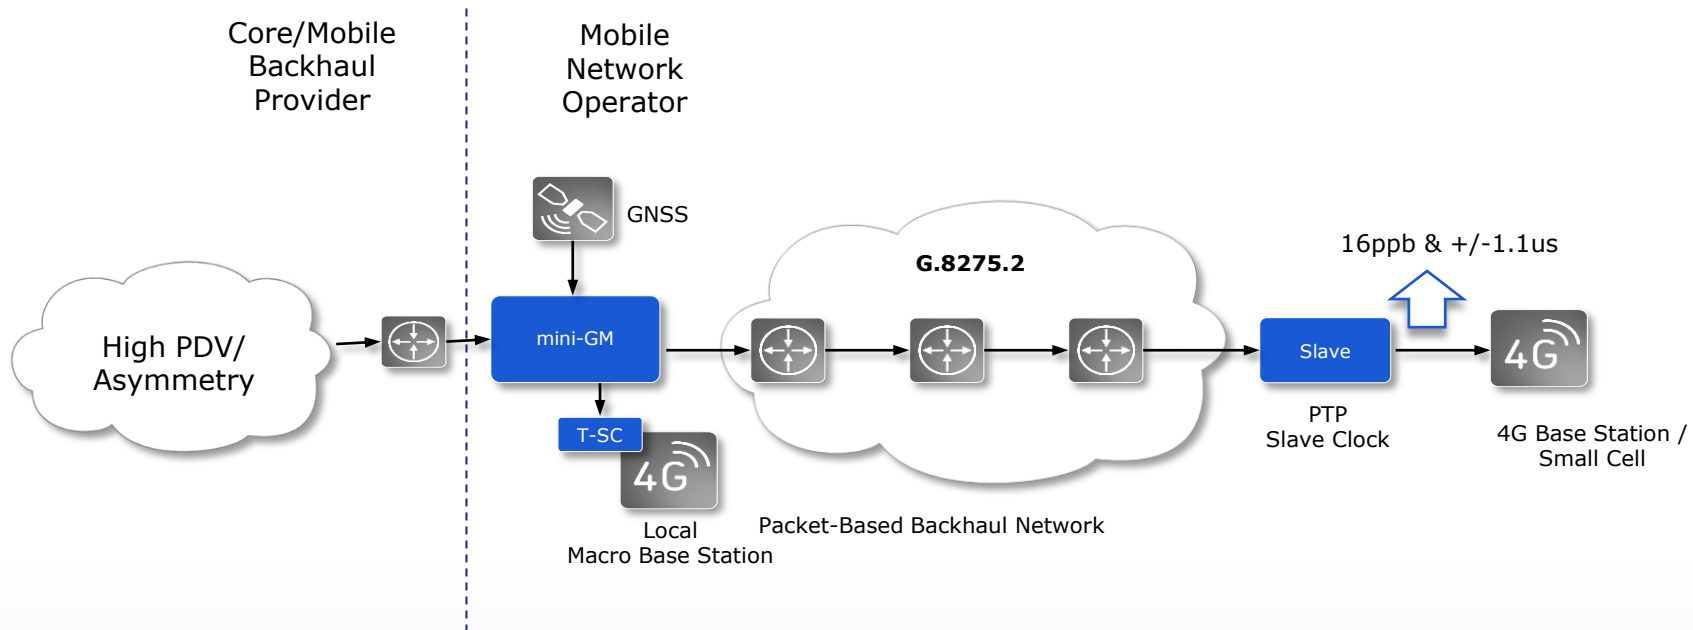 Core/Mobile
Backhaul
Provider
Mobile
Network
Operator
GNSS
High PDV/
Asymmetry
mini-GM
T-SC
4G
Local
Macro Base Station
G.8275.2
Packet-Based Backhaul Network
Slave
PTP
Slave Clock
16ppb & +/-1.1us
4G
4G Base Station /
Small Cell